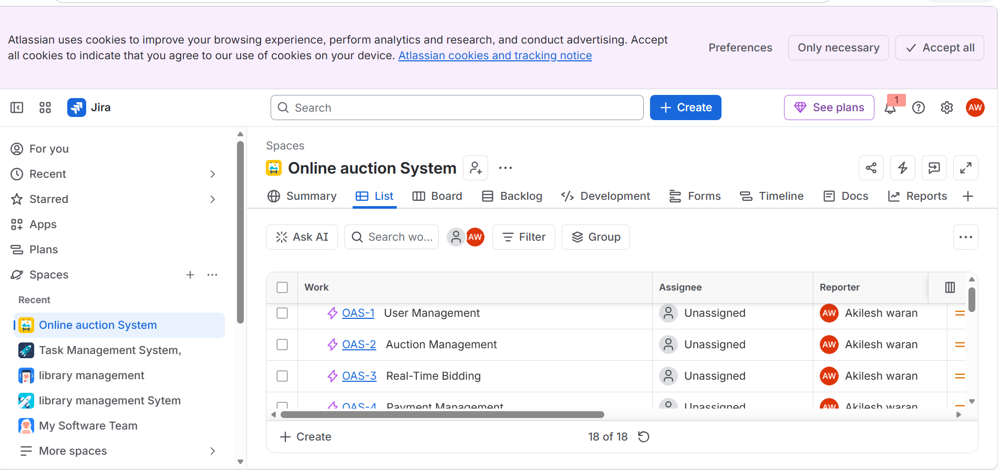 Atlassian uses cookies to improve your browsing experience, perform analytics and research, and conduct advertising. Accept
all cookies to indicate that you agree to our use of cookies on your device. Atlassian cookies and tracking notice
Preferences
Only necessary
Accept all
Jira
Search
Create
See plans
1
AW
For you
Recent
Starred
Apps
Plans
Spaces
Recent
Online auction System
Task Management System,
library management
library management Sytem
My Software Team
More spaces
Spaces
Online auction System
Summary
List
Board
Backlog
Development
Forms
Timeline
Docs
Reports
Ask AI
Search wo...
AW
Filter
Group
Work Assignee Reporter
OAS-1 User Management Unassigned AW Akilesh waran
OAS-2 Auction Management Unassigned AW Akilesh waran
OAS-3 Real-Time Bidding Unassigned AW Akilesh waran
OAS-4 Payment Management Unassigned AW Akilesh waran
Create
18 of 18